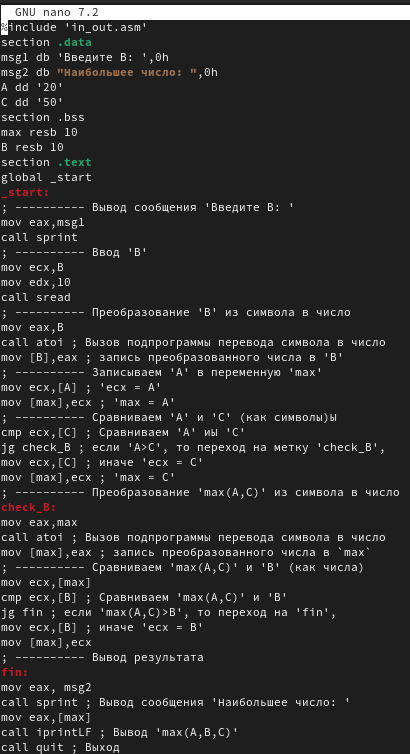 GNU nano 7.2
%include 'in_out.asm'
section .data
msg1 db 'Введите B: ',0h
msg2 db "Наибольшее число: ",0h
A dd '20'
C dd '50'
section .bss
max resb 10
B resb 10
section .text
global _start
_start:
; ---------- Вывод сообщения 'Введите B: '
mov eax,msg1
call sprint
; ---------- Ввод 'B'
mov ecx,B
mov edx,10
call sread
; ---------- Преобразование 'B' из символа в число
mov eax,B
call atoi ; Вызов подпрограммы перевода символа в число
mov [B],eax ; запись преобразованного числа в 'B'
; ---------- Записываем 'A' в переменную 'max'
mov ecx,[A] ; 'ecx = A'
mov [max],ecx ; 'max = A'
; ---------- Сравниваем 'A' и 'C' (как символы)Ы
cmp ecx,[C] ; Сравниваем 'A' иЫ 'C'
jg check_B ; если 'A>C', то переход на метку 'check_B',
mov ecx,[C] ; иначе 'ecx = C'
mov [max],ecx ; 'max = C'
; ---------- Преобразование 'max(A,C)' из символа в число
check_B:
mov eax,max
call atoi ; Вызов подпрограммы перевода символа в число
mov [max],eax ; запись преобразованного числа в `max`
; ---------- Сравниваем 'max(A,C)' и 'B' (как числа)
mov ecx,[max]
cmp ecx,[B] ; Сравниваем 'max(A,C)' и 'B'
jg fin ; если 'max(A,C)>B', то переход на 'fin',
mov ecx,[B] ; иначе 'ecx = B'
mov [max],ecx
; ---------- Вывод результата
fin:
mov eax, msg2
call sprint ; Вывод сообщения 'Наибольшее число: '
mov eax,[max]
call iprintLF ; Вывод 'max(A,B,C)'
call quit ; Выход